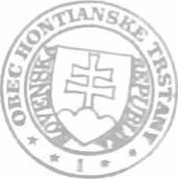 OBEC HONTIANSKE TRSTANY
SLOVENSKÁ REPUBLIKA
* 1 *